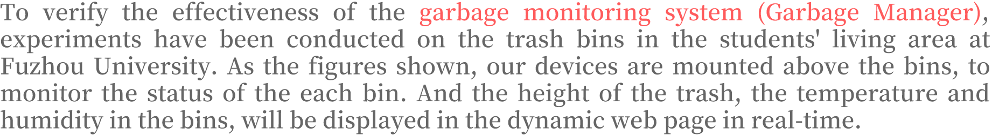 To verify the effectiveness of the garbage monitoring system (Garbage Manager),
experiments have been conducted on the trash bins in the students' living area at
Fuzhou University. As the figures shown, our devices are mounted above the bins, to
monitor the status of the each bin. And the height of the trash, the temperature and
humidity in the bins, will be displayed in the dynamic web page in real-time.